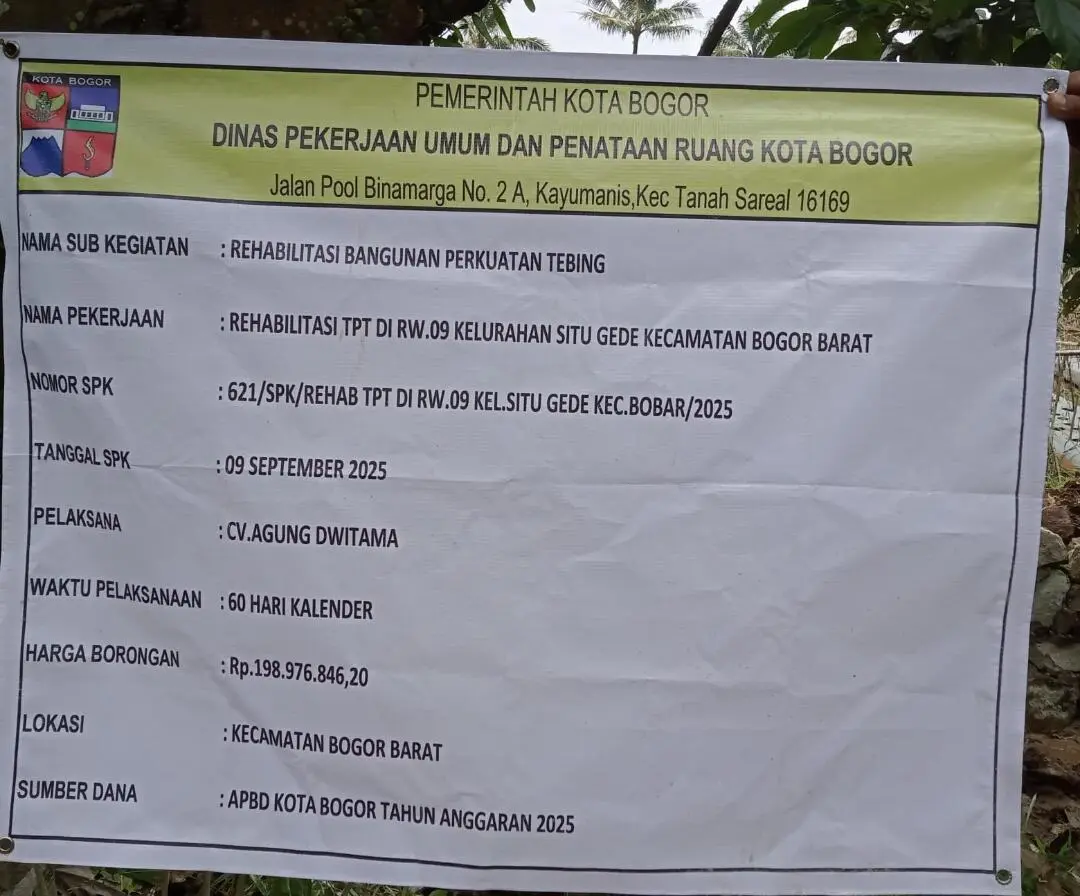 KOTA BOGOR
PEMERINTAH KOTA BOGOR
DINAS PEKERJAAN UMUM DAN PENATAAN RUANG KOTA BOGOR
Jalan Pool Binamarga No. 2 A, Kayumanis,Kec Tanah Sareal 16169
NAMA SUB KEGIATAN : REHABILITASI BANGUNAN PERKUATAN TEBING
NAMA PEKERJAAN : REHABILITASI TPT DI RW.09 KELURAHAN SITU GEDE KECAMATAN BOGOR BARAT
NOMOR SPK : 621/SPK/REHAB TPT DI RW.09 KEL.SITU GEDE KEC.BOBAR/2025
TANGGAL SPK : 09 SEPTEMBER 2025
PELAKSANA : CV.AGUNG DWITAMA
WAKTU PELAKSANAAN : 60 HARI KALENDER
HARGA BORONGAN : Rp.198.976.846,20
LOKASI : KECAMATAN BOGOR BARAT
SUMBER DANA : APBD KOTA BOGOR TAHUN ANGGARAN 2025